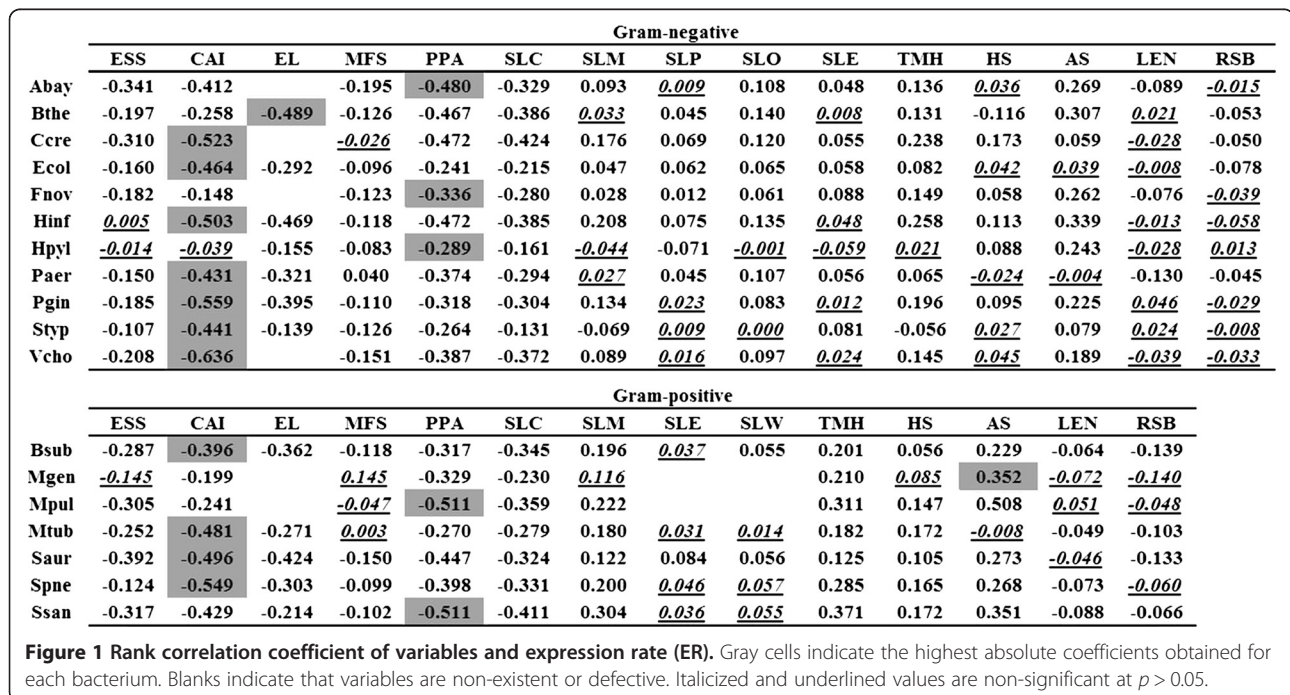 Gram-negative
ESS CAI EL MFS PPA SLC SLM SLP SLO SLE TMH HS AS LEN RSB
Abay -0.341 -0.412 -0.195 -0.480 -0.329 0.093 0.009 0.108 0.048 0.136 0.036 0.269 -0.089 -0.015
Bthe -0.197 -0.258 -0.489 -0.126 -0.467 -0.386 0.033 0.045 0.140 0.008 0.131 -0.116 0.307 0.021 -0.053
Ccre -0.310 -0.523 -0.026 -0.472 -0.424 0.176 0.069 0.120 0.055 0.238 0.173 0.059 -0.028 -0.050
Ecol -0.160 -0.464 -0.292 -0.096 -0.241 -0.215 0.047 0.062 0.065 0.058 0.082 0.042 0.039 -0.008 -0.078
Fnov -0.182 -0.148 -0.123 -0.336 -0.280 0.028 0.012 0.061 0.088 0.149 0.058 0.262 -0.076 -0.039
Hinf 0.005 -0.503 -0.469 -0.118 -0.472 -0.385 0.208 0.075 0.135 0.048 0.258 0.113 0.339 -0.013 -0.058
Hpyl -0.014 -0.039 -0.155 -0.083 -0.289 -0.161 -0.044 -0.071 -0.001 -0.059 0.021 0.088 0.243 -0.028 0.013
Paer -0.150 -0.431 -0.321 0.040 -0.374 -0.294 0.027 0.045 0.107 0.056 0.065 -0.024 -0.004 -0.130 -0.045
Pgin -0.185 -0.559 -0.395 -0.110 -0.318 -0.304 0.134 0.023 0.083 0.012 0.196 0.095 0.225 0.046 -0.029
Styp -0.107 -0.441 -0.139 -0.126 -0.264 -0.131 -0.069 0.009 0.000 0.081 -0.056 0.027 0.079 0.024 -0.008
Vcho -0.208 -0.636 -0.151 -0.387 -0.372 0.089 0.016 0.097 0.024 0.145 0.045 0.189 -0.039 -0.033
Gram-positive
ESS CAI EL MFS PPA SLC SLM SLE SLW TMH HS AS LEN RSB
Bsub -0.287 -0.396 -0.362 -0.118 -0.317 -0.345 0.196 0.037 0.055 0.201 0.056 0.229 -0.064 -0.139
Mgen -0.145 -0.199 0.145 -0.329 -0.230 0.116 0.210 0.085 0.352 -0.072 -0.140
Mpul -0.305 -0.241 -0.047 -0.511 -0.359 0.222 0.311 0.147 0.508 0.051 -0.048
Mtub -0.252 -0.481 -0.271 0.003 -0.270 -0.279 0.180 0.031 0.014 0.182 0.172 -0.008 -0.049 -0.103
Saur -0.392 -0.496 -0.424 -0.150 -0.447 -0.324 0.122 0.084 0.056 0.125 0.105 0.273 -0.046 -0.133
Spne -0.124 -0.549 -0.303 -0.099 -0.398 -0.331 0.200 0.046 0.057 0.285 0.165 0.268 -0.073 -0.060
Ssan -0.317 -0.429 -0.214 -0.102 -0.511 -0.411 0.304 0.036 0.055 0.371 0.172 0.351 -0.088 -0.066
Figure 1 Rank correlation coefficient of variables and expression rate (ER). Gray cells indicate the highest absolute coefficients obtained for
each bacterium. Blanks indicate that variables are non-existent or defective. Italicized and underlined values are non-significant at p > 0.05.